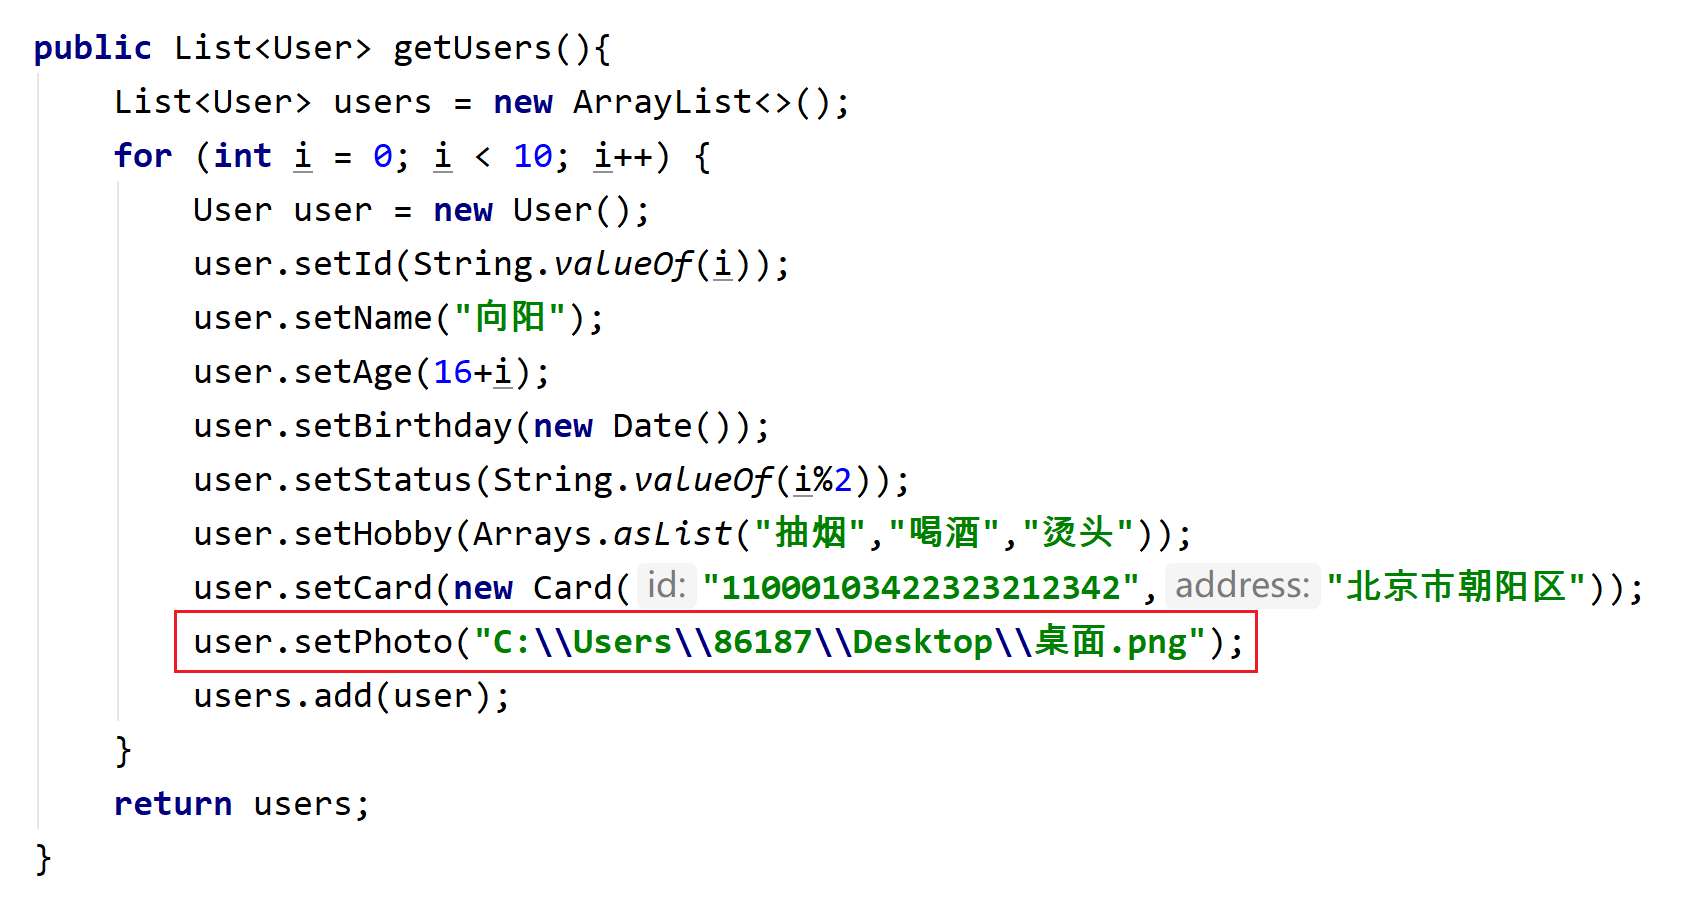 public List<User> getUsers(){
List<User> users = new ArrayList<>();
for (int i = 0; i < 10; i++) {
User user = new User();
user.setId(String.valueOf(i));
user.setName("向阳");
user.setAge(16+i);
user.setBirthday(new Date());
user.setStatus(String.valueOf(i%2));
user.setHobby(Arrays.asList("抽烟","喝酒","烫头"));
user.setCard(new Card( id: "11000103422323212342", address: "北京市朝阳区"));
user.setPhoto("C:\\Users\\86187\\Desktop\\桌面.png");
users.add(user);
}
return users;
}